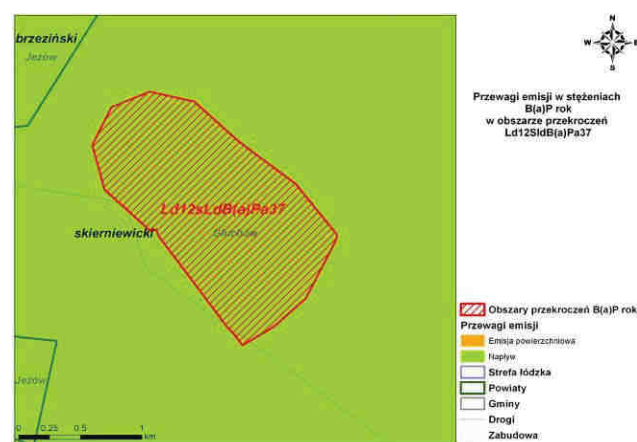 brzeziński
Jeżów
Ld12sLdB(a)Pa37
skierniewicki
Głuchów
Jeżów
0 0.25 0.5 1
km
N
W E
S
Przewagi emisji w stężeniach
B(a)P rok
w obszarze przekroczeń
Ld12SldB(a)Pa37
Obszary przekroczeń B(a)P rok
Przewagi emisji
Emisja powierzchniowa
Napływ
Strefa łódzka
Powiaty
Gminy
Drogi
Zabudowa